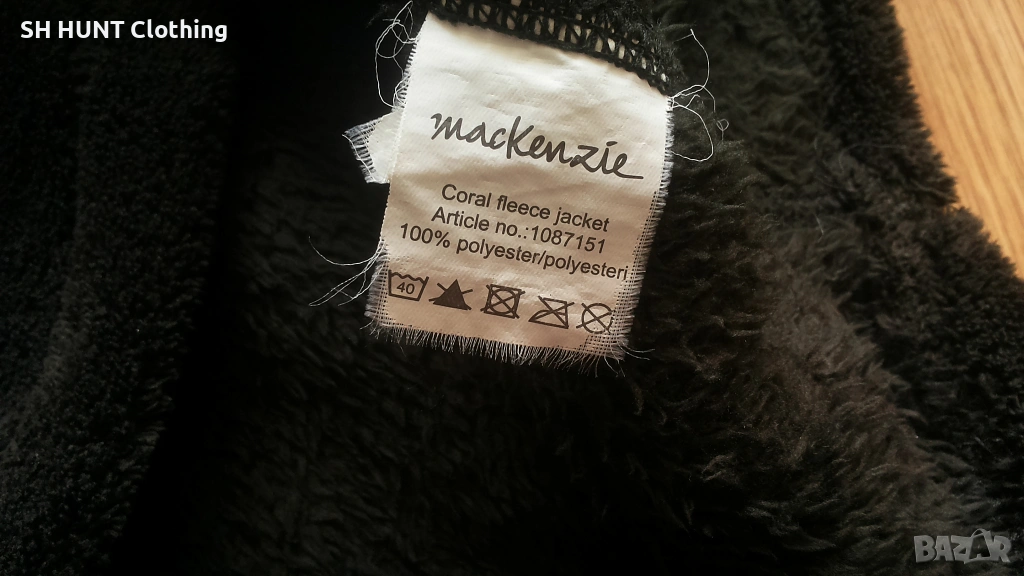 SH HUNT Clothing
mackenzie
Coral fleece jacket
Article no.:1087151
100% polyester/polyesteri
40
BAZAR